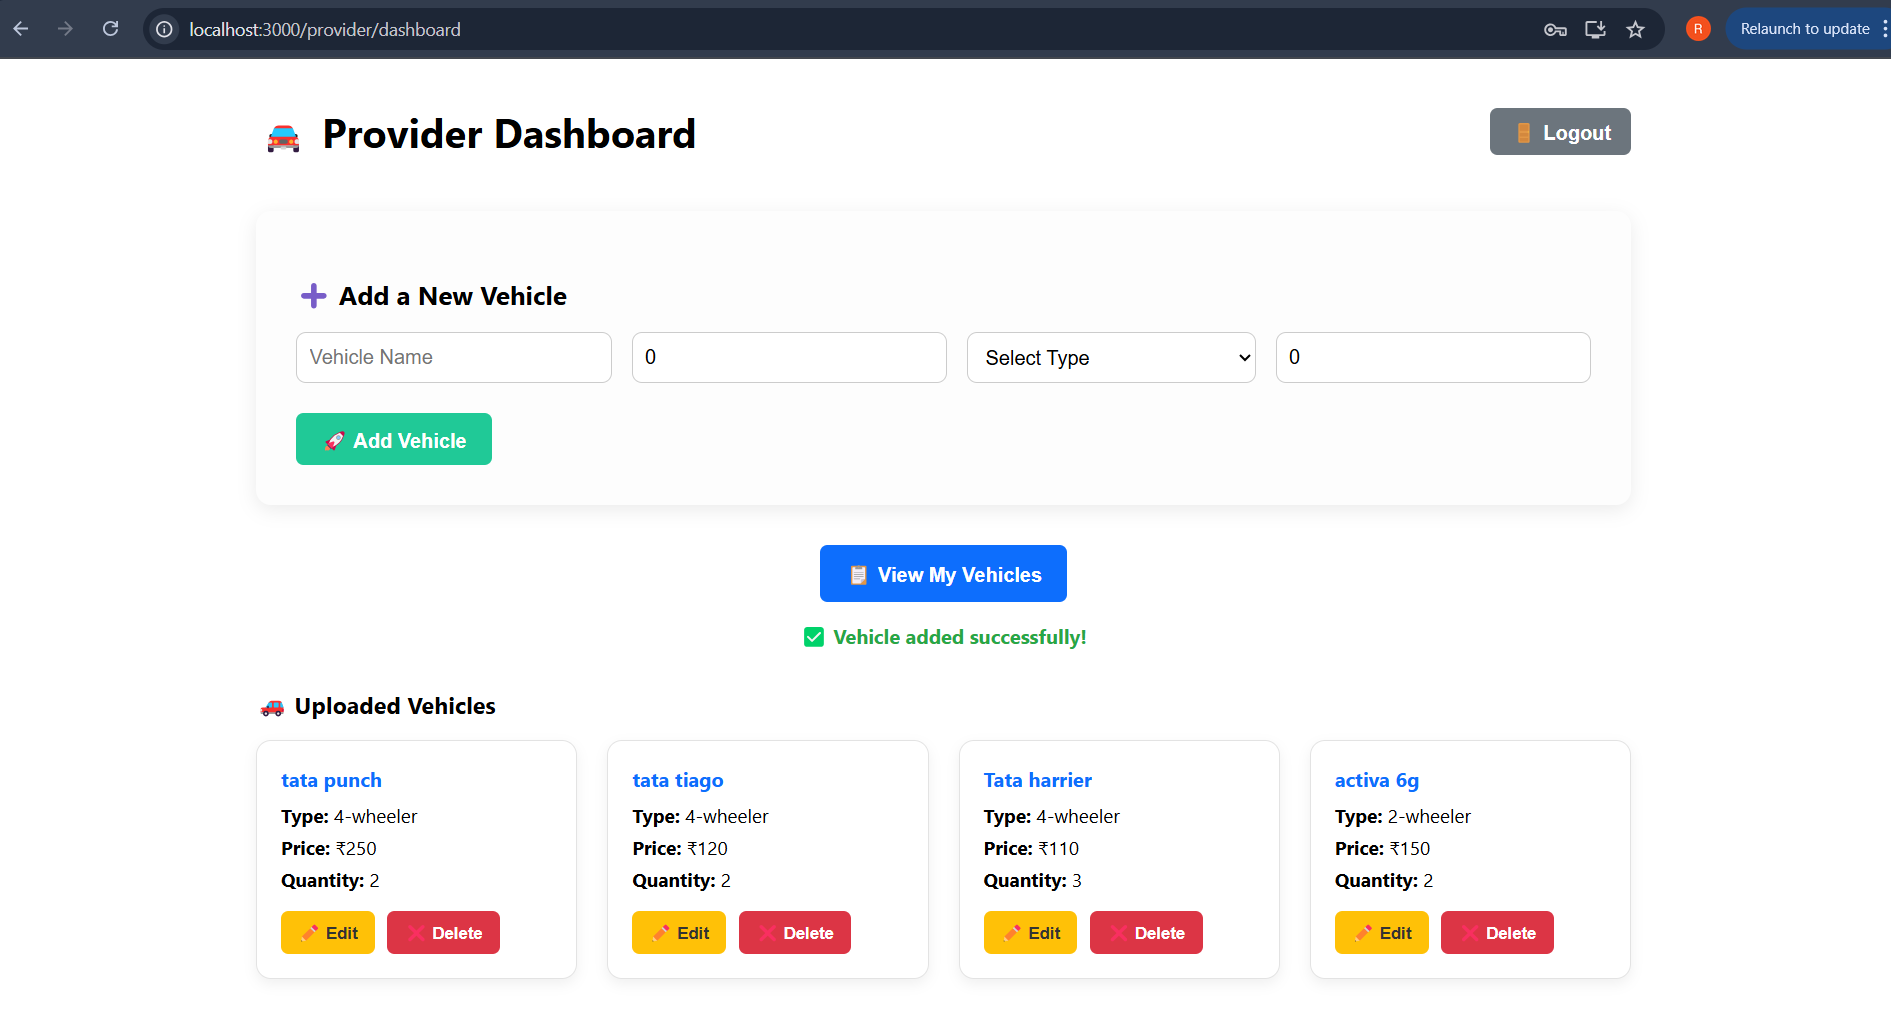 localhost:3000/provider/dashboard
R
Relaunch to update
Provider Dashboard
Logout
Add a New Vehicle
Vehicle Name
0
Select Type
0
Add Vehicle
View My Vehicles
Vehicle added successfully!
Uploaded Vehicles
tata punch
Type: 4-wheeler
Price: ₹250
Quantity: 2
Edit
Delete
tata tiago
Type: 4-wheeler
Price: ₹120
Quantity: 2
Edit
Delete
Tata harrier
Type: 4-wheeler
Price: ₹110
Quantity: 3
Edit
Delete
activa 6g
Type: 2-wheeler
Price: ₹150
Quantity: 2
Edit
Delete